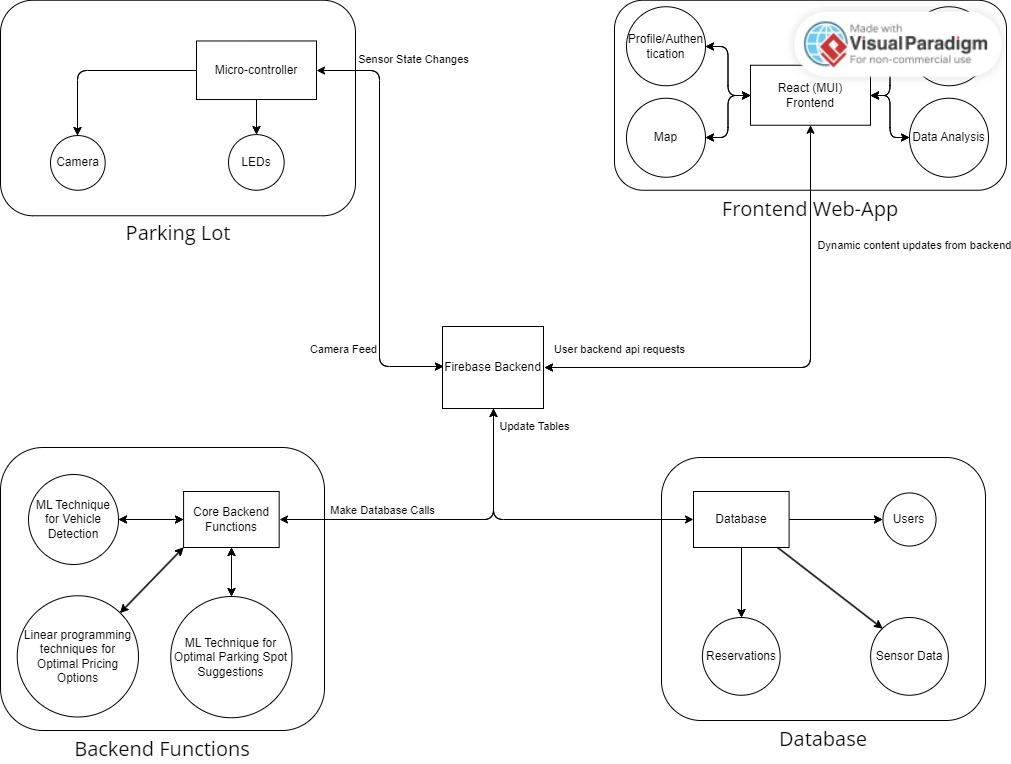 Made with
Visual Paradigm
For non-commercial use
Profile/Authen
tication
Sensor State Changes
Micro-controller
React (MUI)
Frontend
Map
Data Analysis
Camera
LEDs
Frontend Web-App
Parking Lot
Dynamic content updates from backend
Camera Feed
User backend api requests
Firebase Backend
Update Tables
ML Technique
for Vehicle
Detection
Core Backend
Functions
Make Database Calls
Database
Users
Linear programming
techniques for
Optimal Pricing
Options
ML Technique for
Optimal Parking Spot
Suggestions
Reservations
Sensor Data
Backend Functions
Database